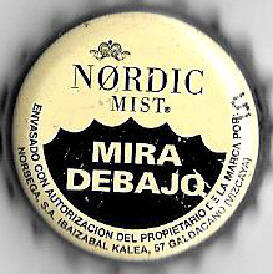 NØRDIC
MIST®
MIRA
DEBAJO
ENVASADO CON AUTORIZACION DEL PROPIETARIO DE LA MARCA POR:
NORBEGA, S.A. IBAIZABAL KALEA, 57 GALDACANO (VIZCAYA)